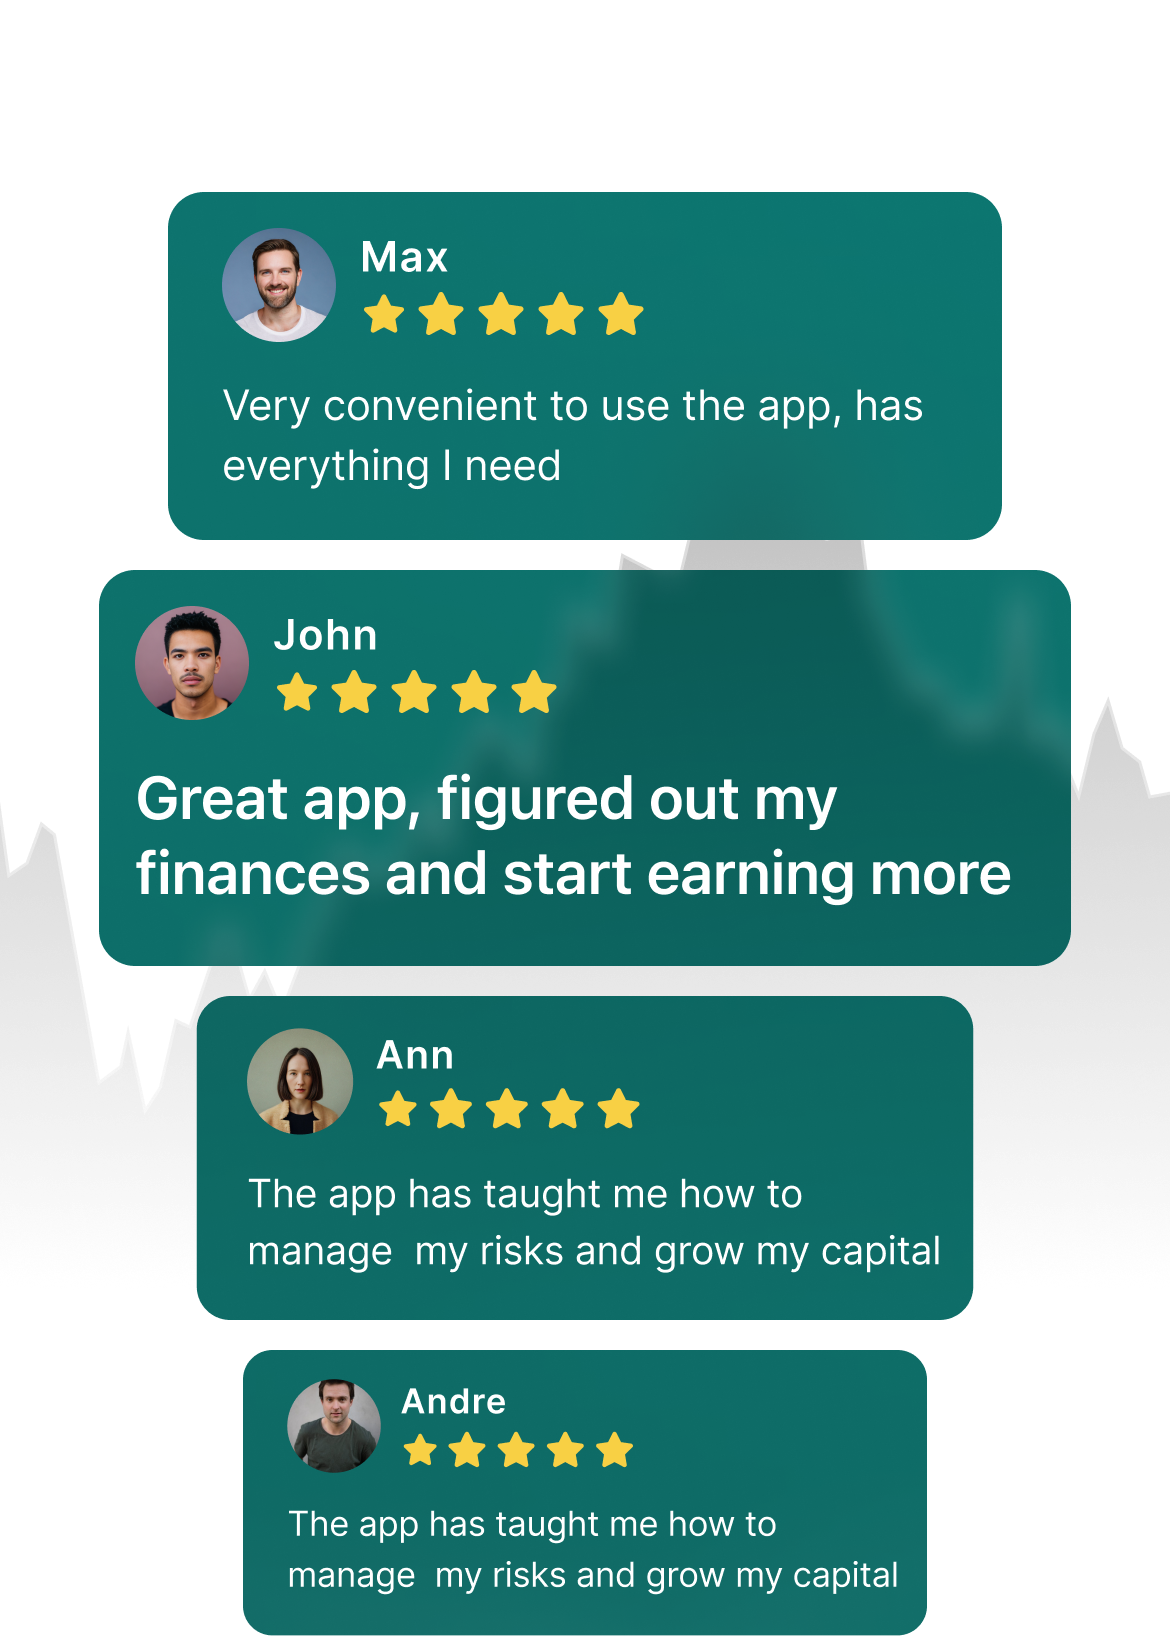 Max
Very convenient to use the app, has
everything I need
John
Great app, figured out my
finances and start earning more
Ann
The app has taught me how to
manage  my risks and grow my capital
Andre
The app has taught me how to
manage  my risks and grow my capital